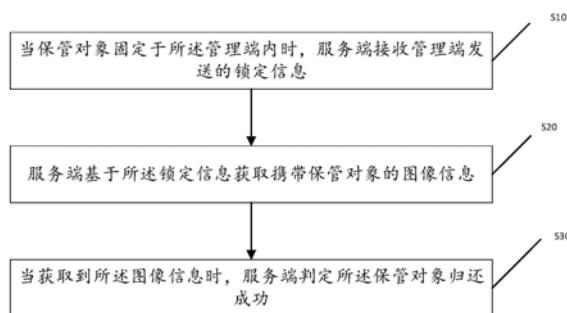 S10
当保管对象固定于所述管理端内时，服务端接收管理端发
送的锁定信息
S20
服务端基于所述锁定信息获取携带保管对象的图像信息
S30
当获取到所述图像信息时，服务端判定所述保管对象归还
成功